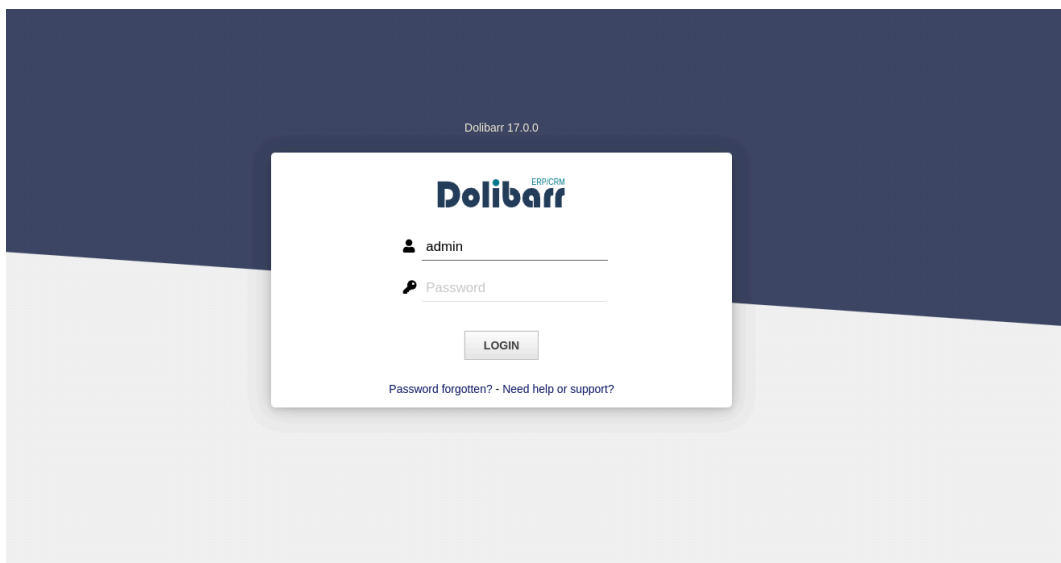 Dolibarr 17.0.0
ERP/CRM
Dolibarr
admin
Password
LOGIN
Password forgotten? - Need help or support?